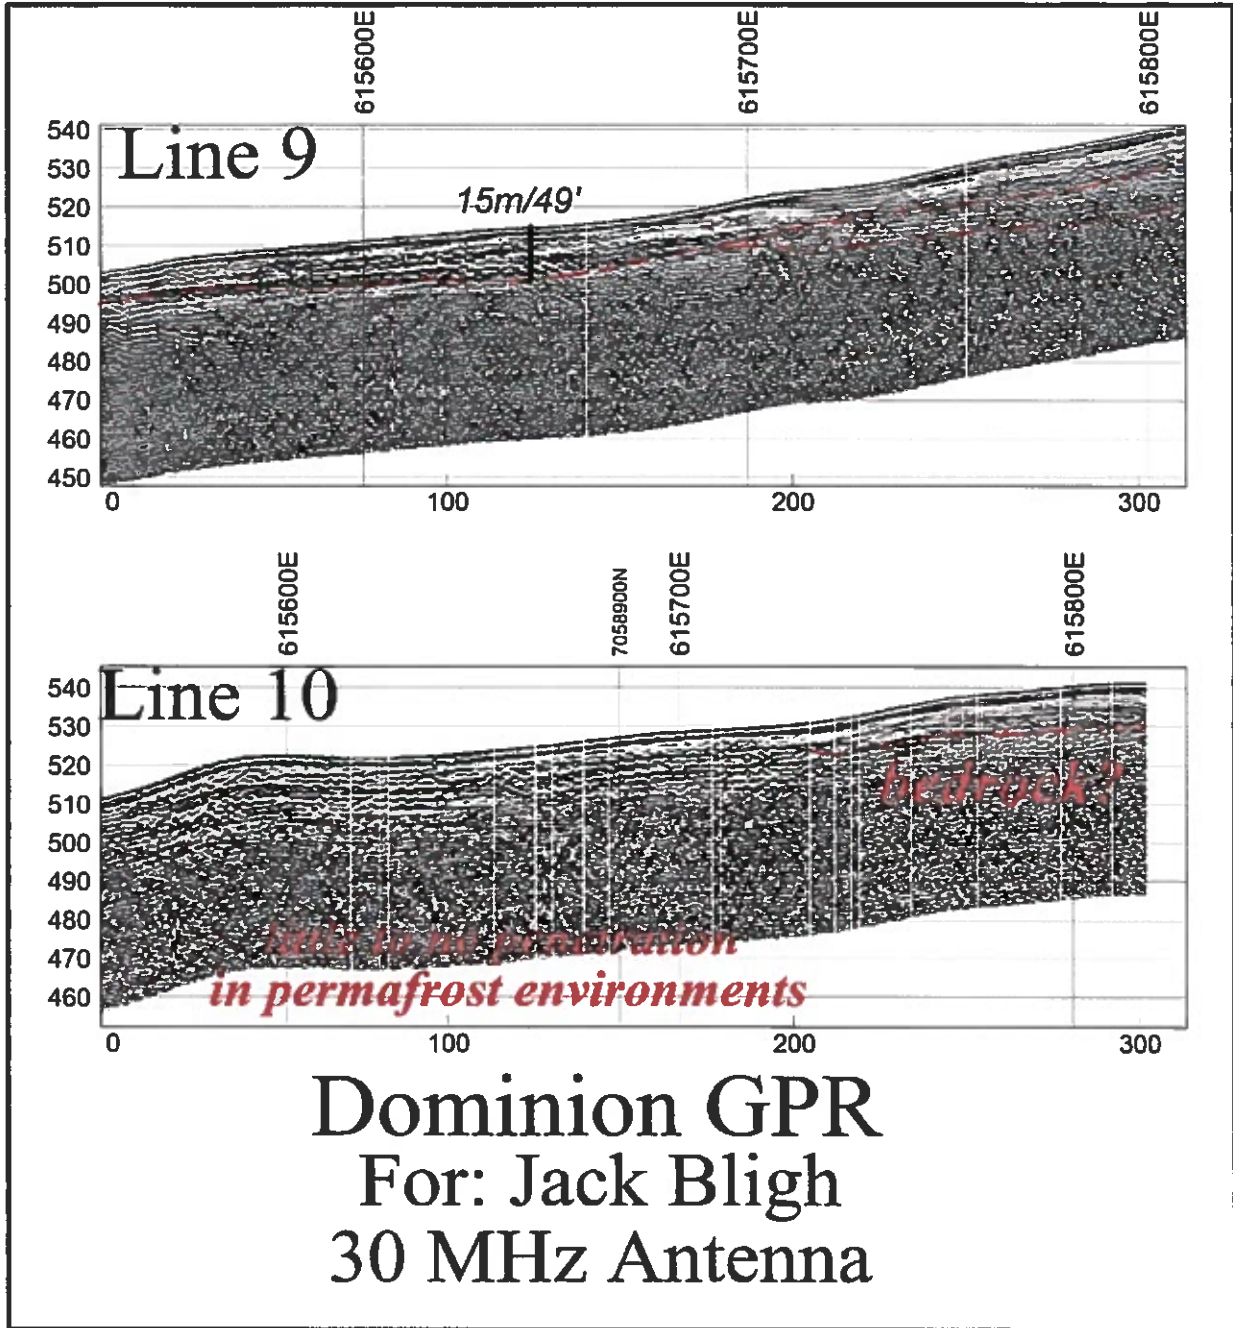 615600E
615700E
615800E
540
Line 9
530
520
15m/49'
510
500
490
480
470
460
450
0
100
200
300
615600E
7058900N
615700E
615800E
540
Line 10
530
520
bedrock?
510
500
490
480
little to no penetration
470
in permafrost environments
460
0
100
200
300
Dominion GPR
For: Jack Bligh
30 MHz Antenna